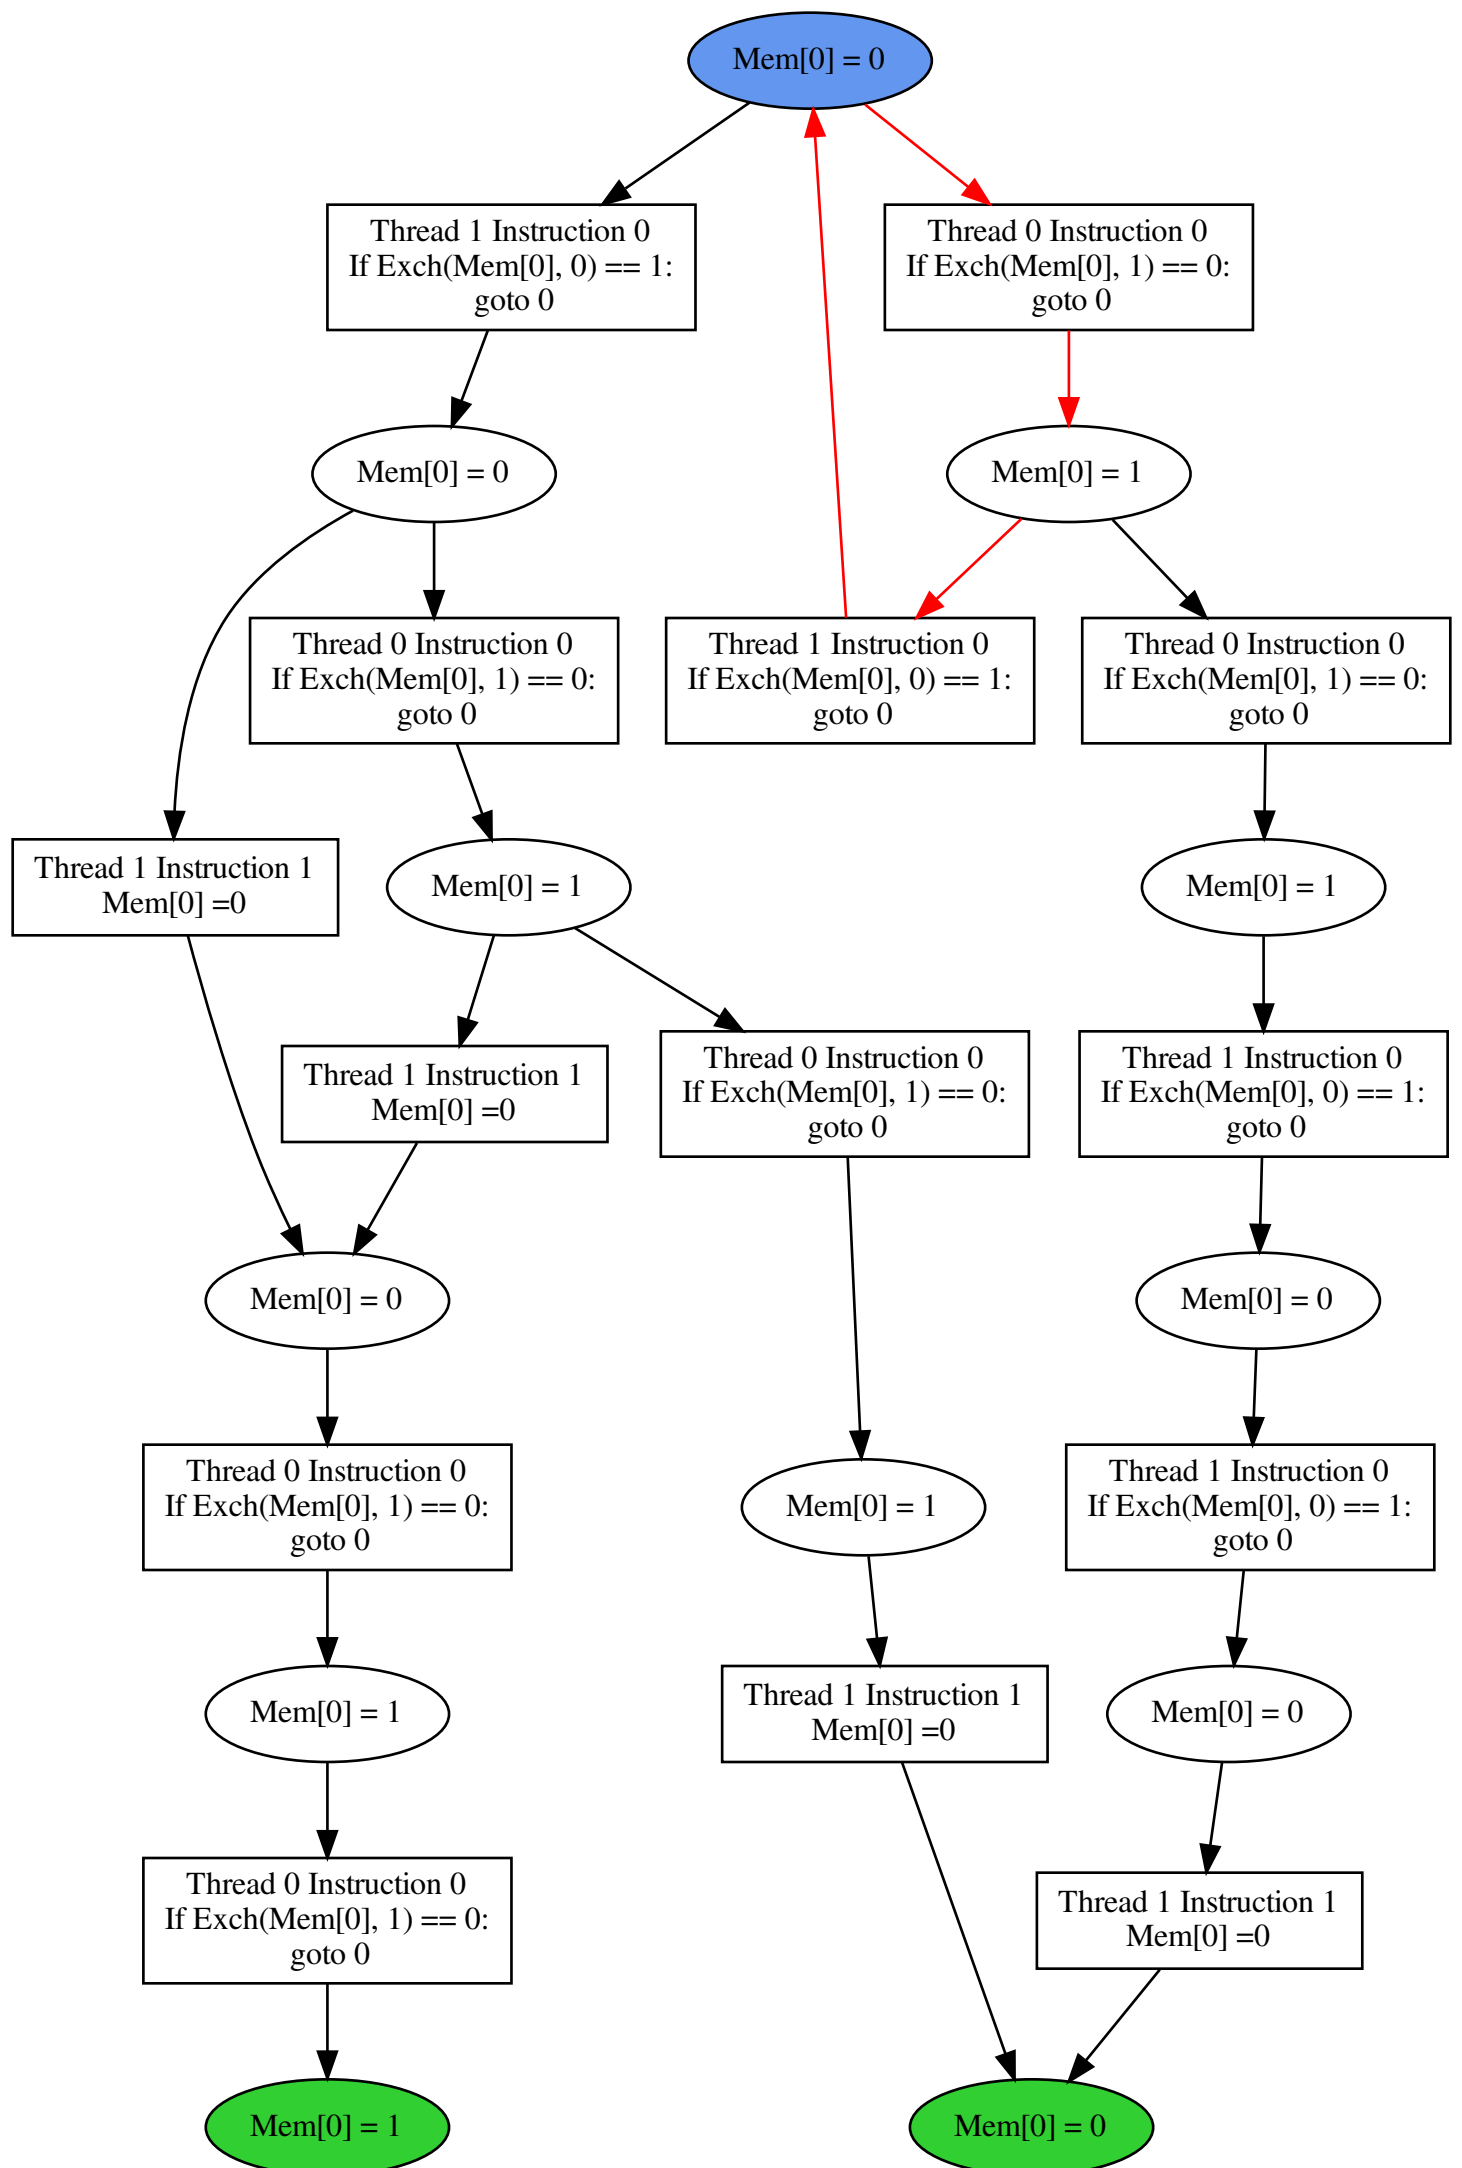 Mem[0] = 0
Thread 1 Instruction 0
If Exch(Mem[0], 0) == 1:
goto 0
Thread 0 Instruction 0
If Exch(Mem[0], 1) == 0:
goto 0
Mem[0] = 0
Mem[0] = 1
Thread 0 Instruction 0
If Exch(Mem[0], 1) == 0:
goto 0
Thread 1 Instruction 0
If Exch(Mem[0], 0) == 1:
goto 0
Thread 0 Instruction 0
If Exch(Mem[0], 1) == 0:
goto 0
Thread 1 Instruction 1
Mem[0] =0
Mem[0] = 1
Mem[0] = 1
Thread 1 Instruction 1
Mem[0] =0
Thread 0 Instruction 0
If Exch(Mem[0], 1) == 0:
goto 0
Thread 1 Instruction 0
If Exch(Mem[0], 0) == 1:
goto 0
Mem[0] = 0
Mem[0] = 0
Thread 0 Instruction 0
If Exch(Mem[0], 1) == 0:
goto 0
Mem[0] = 1
Thread 1 Instruction 0
If Exch(Mem[0], 0) == 1:
goto 0
Mem[0] = 1
Thread 1 Instruction 1
Mem[0] =0
Mem[0] = 0
Thread 0 Instruction 0
If Exch(Mem[0], 1) == 0:
goto 0
Thread 1 Instruction 1
Mem[0] =0
Mem[0] = 1
Mem[0] = 0